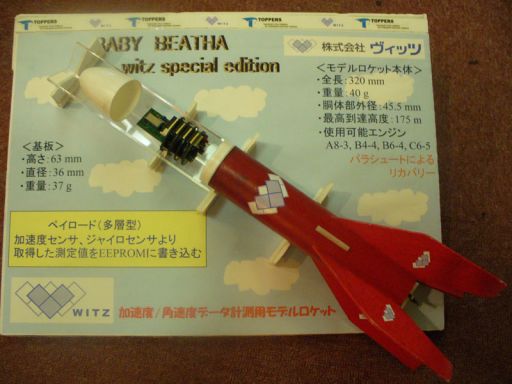 TOPPERS WITZ TOPPERS WITZ TOPPERS
BABY BEATHA
witz special edition
株式会社 ヴィッツ
＜モデルロケット本体＞
・全長：320 mm
・重量：40 g
・胴体部外径：45.5 mm
・最高到達高度：175 m
・使用可能エンジン
A8-3, B4-4, B6-4, C6-5
パラシュートによる
リカバリー
＜基板＞
・高さ：63 mm
・直径：36 mm
・重量：37 g
ペイロード（多層型）
加速度センサ、ジャイロセンサより
取得した測定値をEEPROMに書き込む
WITZ
加速度／角速度データ計測用モデルロケット